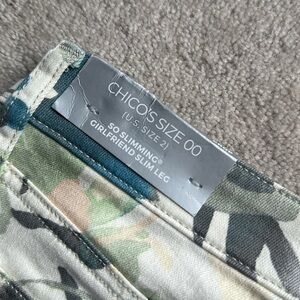 CHICO'S SIZE 00
(U.S. SIZE 2)
SO SLIMMING®
GIRLFRIEND SLIM LEG